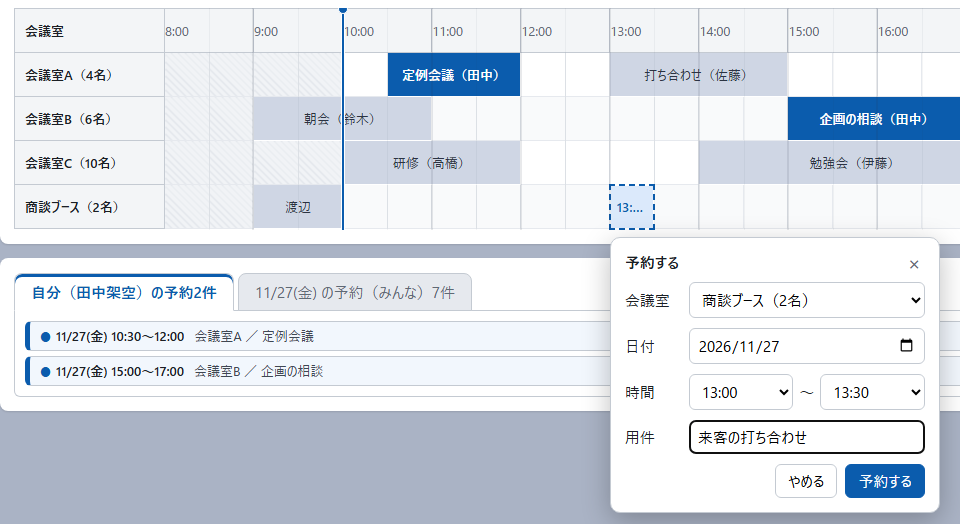 会議室 8:00 9:00 10:00 11:00 12:00 13:00 14:00 15:00 16:00
会議室A（4名） 定例会議（田中） 打ち合わせ（佐藤）
会議室B（6名） 朝会（鈴木） 企画の相談（田中）
会議室C（10名） 研修（高橋） 勉強会（伊藤）
商談ブース（2名） 渡辺 13:...
自分（田中架空）の予約2件 11/27(金) の予約（みんな）7件
11/27(金) 10:30～12:00 会議室A ／ 定例会議
11/27(金) 15:00～17:00 会議室B ／ 企画の相談
予約する ×
会議室 商談ブース（2名）
日付 2026/11/27
時間 13:00 ～ 13:30
用件 来客の打ち合わせ
やめる 予約する